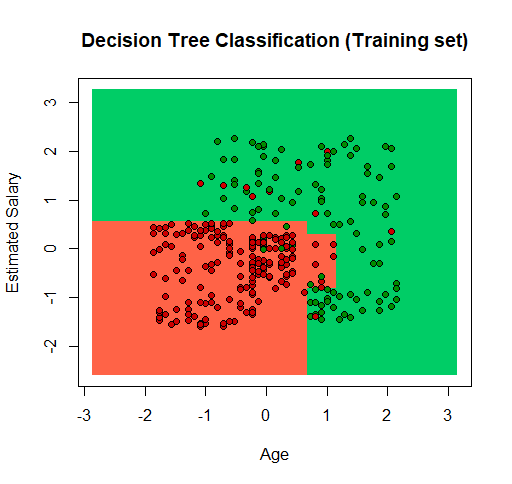 Decision Tree Classification (Training set)
Estimated Salary
3
2
1
0
-1
-2
-3 -2 -1 0 1 2 3
Age